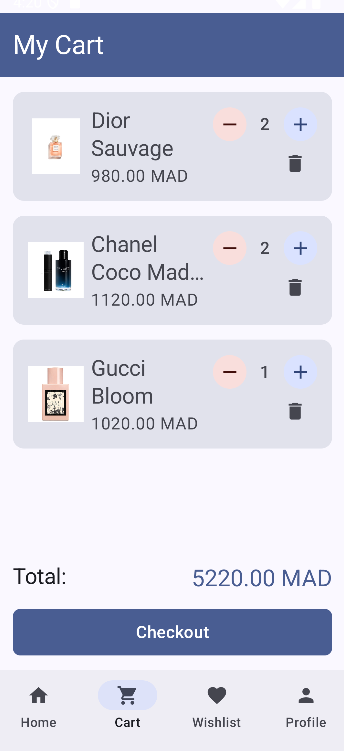 My Cart
Dior
Sauvage
980.00 MAD
2
Chanel
Coco Mad...
1120.00 MAD
2
Gucci
Bloom
1020.00 MAD
1
Total:
5220.00 MAD
Checkout
Home
Cart
Wishlist
Profile